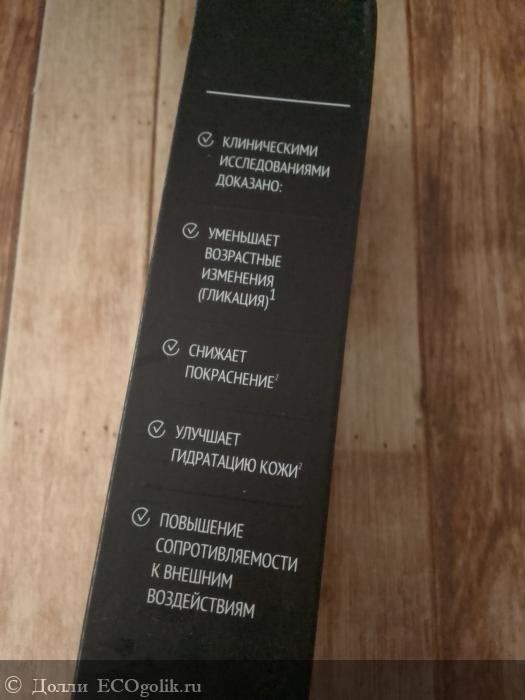 КЛИНИЧЕСКИМИ
ИССЛЕДОВАНИЯМИ
ДОКАЗАНО:
УМЕНЬШАЕТ
ВОЗРАСТНЫЕ
ИЗМЕНЕНИЯ
(ГЛИКАЦИЯ)1
СНИЖАЕТ
ПОКРАСНЕНИЕ²
УЛУЧШАЕТ
ГИДРАТАЦИЮ КОЖИ²
ПОВЫШЕНИЕ
СОПРОТИВЛЯЕМОСТИ
К ВНЕШНИМ
ВОЗДЕЙСТВИЯМ
© Долли ECOgolik.ru